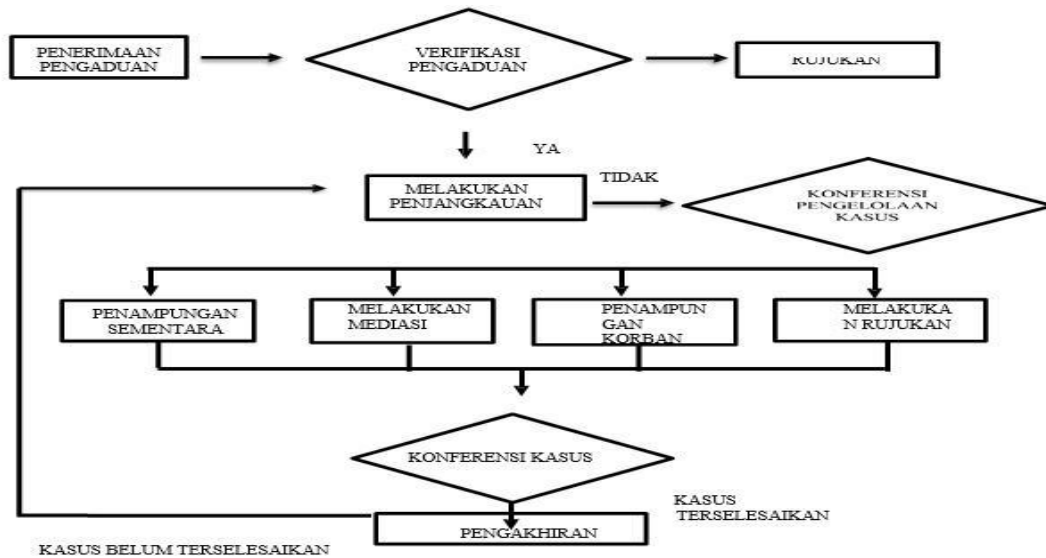 PENERIMAAN
PENGADUAN
VERIFIKASI
PENGADUAN
RUJUKAN
YA
MELAKUKAN
PENJANGKAUAN
TIDAK
KONFERENSI
PENGELOLAAN
KASUS
PENAMPUNGAN
SEMENTARA
MELAKUKAN
MEDIASI
PENAMPUN
GAN
KORBAN
MELAKUKA
N RUJUKAN
KONFERENSI KASUS
KASUS
TERSELESAIKAN
PENGAKHIRAN
KASUS BELUM TERSELESAIKAN